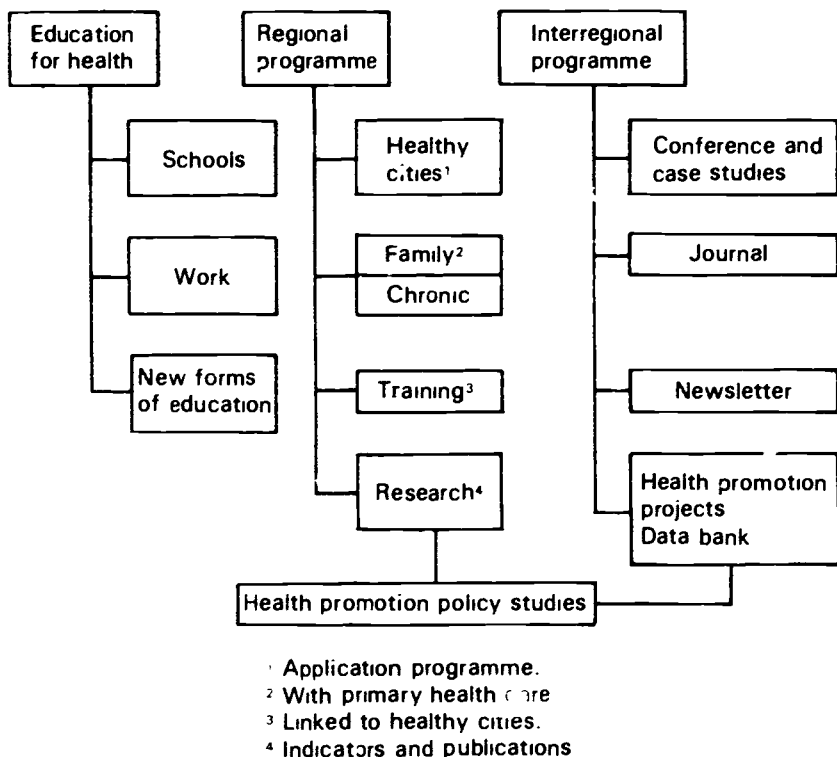 Education
for health
Schools
Work
New forms
of education
Regional
programme
Healthy
cities¹
Family²
Chronic
Training³
Research⁴
Interregional
programme
Conference and
case studies
Journal
Newsletter
Health promotion
projects
Data bank
Health promotion policy studies
¹ Application programme.
² With primary health care
³ Linked to healthy cities.
⁴ Indicators and publications